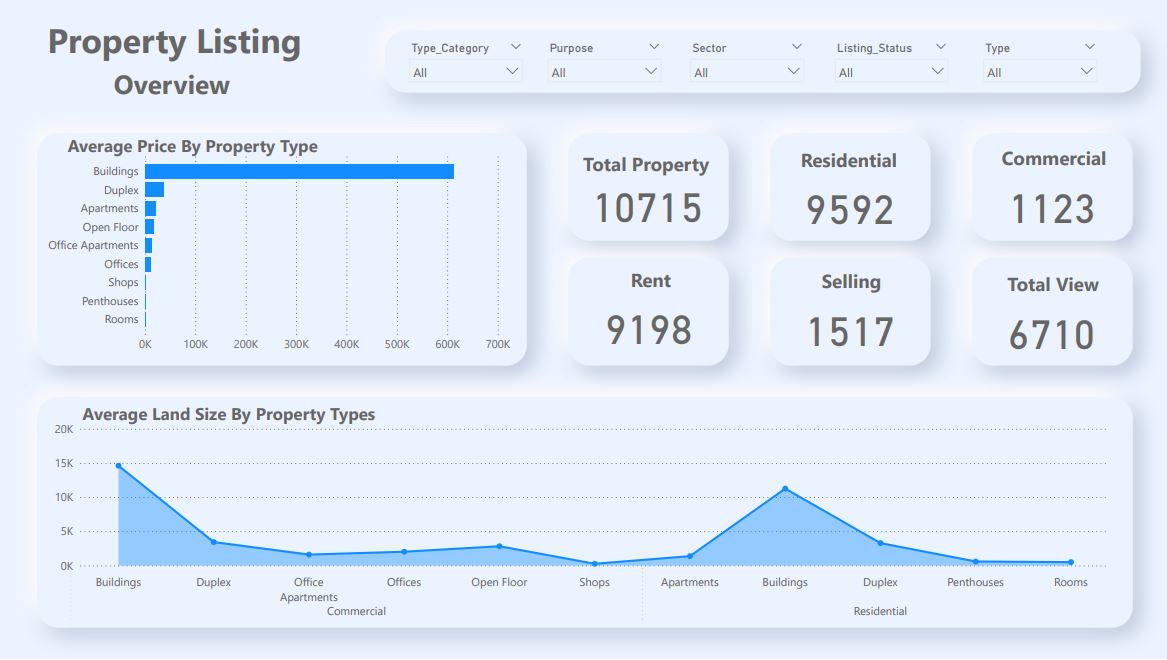 Property Listing
Overview
Type_Category Purpose Sector Listing_Status Type
All All All All All
Average Price By Property Type
Buildings
Duplex
Apartments
Open Floor
Office Apartments
Offices
Shops
Penthouses
Rooms
0K 100K 200K 300K 400K 500K 600K 700K
Total Property
10715
Residential
9592
Commercial
1123
Rent
9198
Selling
1517
Total View
6710
Average Land Size By Property Types
20K
15K
10K
5K
0K
Buildings Duplex Office Offices Open Floor Shops Apartments Buildings Duplex Penthouses Rooms
Apartments
Commercial Residential